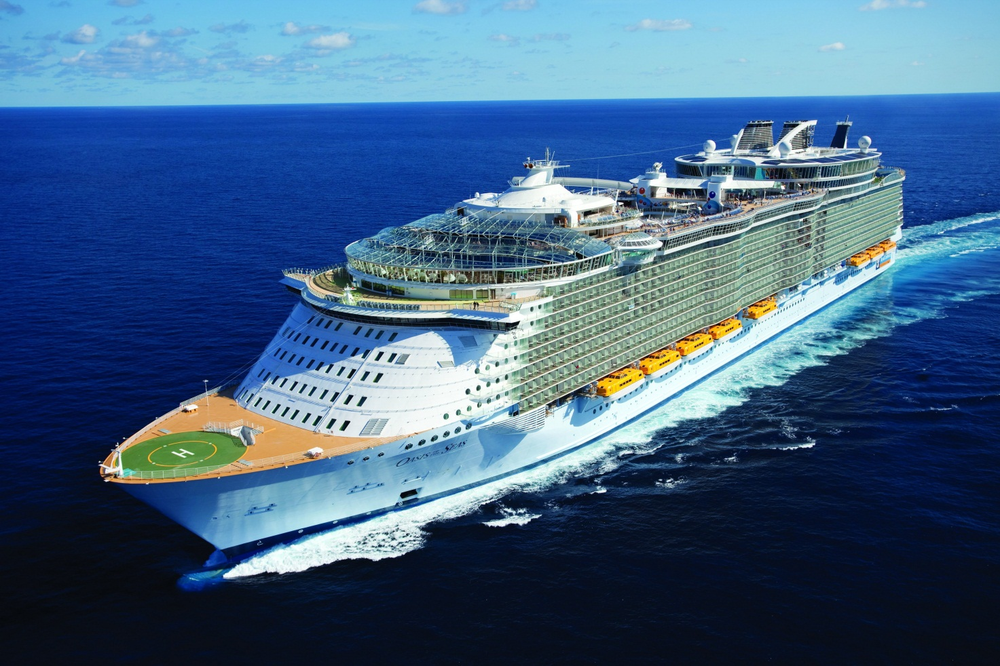 H
OASIS OF THE SEAS